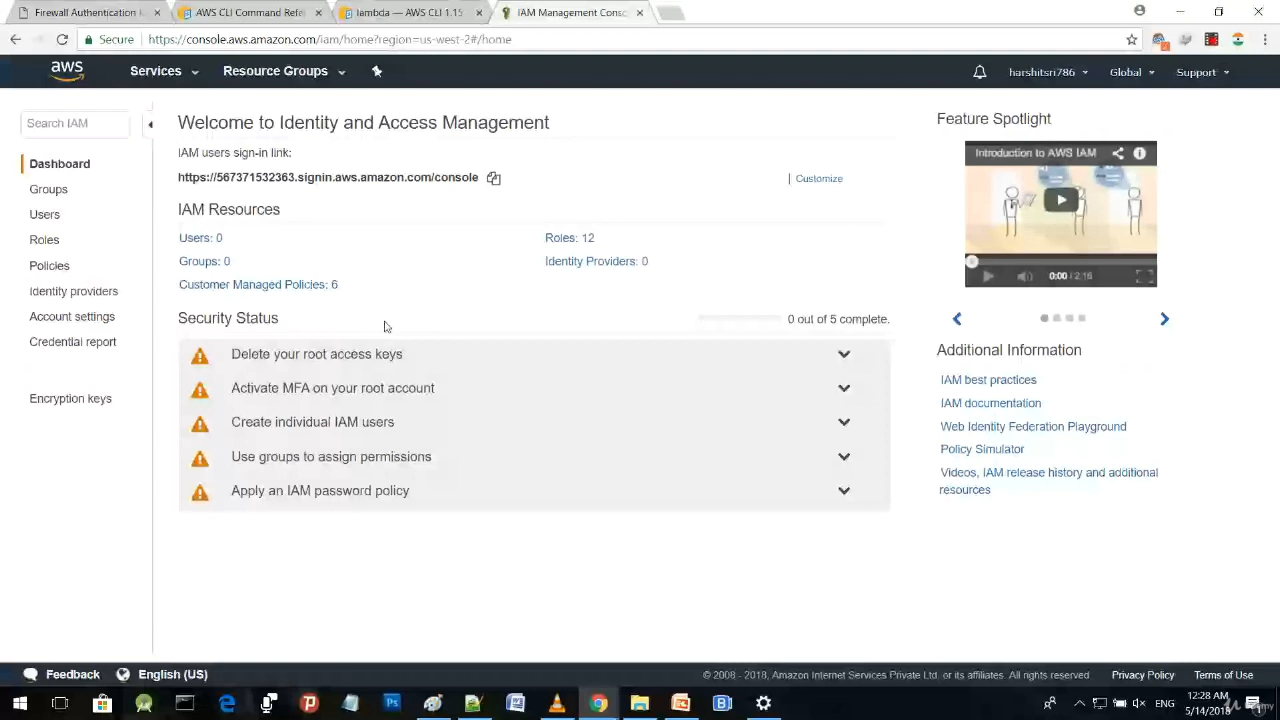 Firewall Authentication
AWS CLI Command Refe
lambda — AWS CLI 1.15
IAM Management Cons
Secure
https://console.aws.amazon.com/iam/home?region=us-west-2#/home
aws
Services
Resource Groups
harshitsri786
Global
Support
Search IAM
Dashboard
Groups
Users
Roles
Policies
Identity providers
Account settings
Credential report
Encryption keys
Welcome to Identity and Access Management
IAM users sign-in link:
https://567371532363.signin.aws.amazon.com/console
Customize
IAM Resources
Users: 0
Roles: 12
Groups: 0
Identity Providers: 0
Customer Managed Policies: 6
Security Status
0 out of 5 complete.
Delete your root access keys
Activate MFA on your root account
Create individual IAM users
Use groups to assign permissions
Apply an IAM password policy
Feature Spotlight
Introduction to AWS IAM
0:00 / 2:16
Additional Information
IAM best practices
IAM documentation
Web Identity Federation Playground
Policy Simulator
Videos, IAM release history and additional
resources
Feedback
English (US)
© 2008 - 2018, Amazon Internet Services Private Ltd. or its affiliates. All rights reserved.
Privacy Policy
Terms of Use
ENG
12:28 AM
5/14/2018